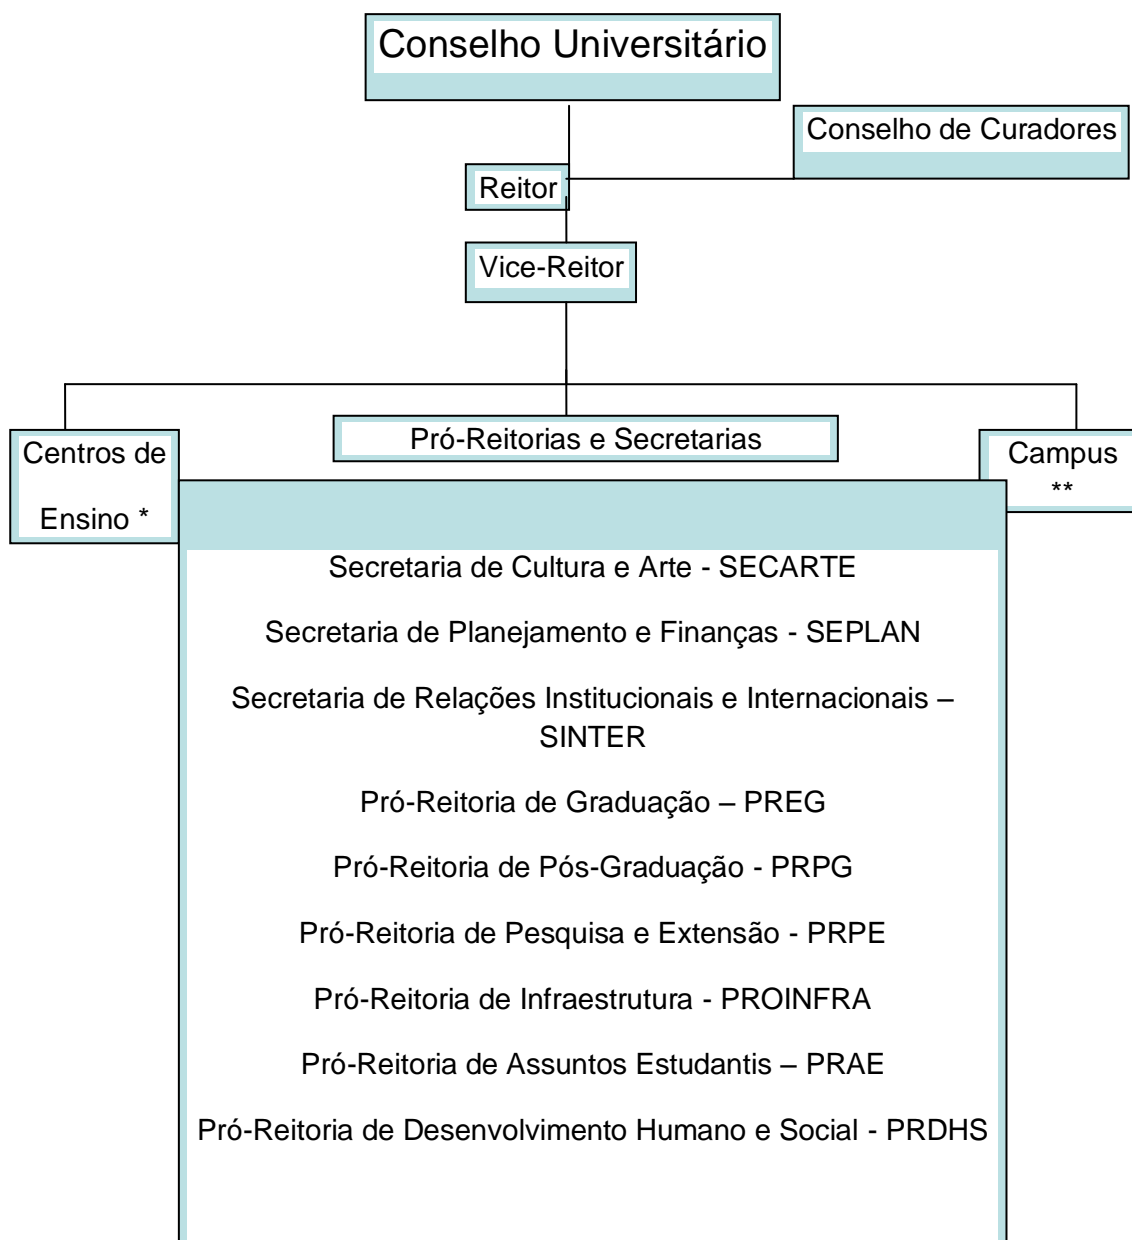 Conselho Universitário
Conselho de Curadores
Reitor
Vice-Reitor
Centros de
Ensino *
Pró-Reitorias e Secretarias
Campus
**
Secretaria de Cultura e Arte - SECARTE
Secretaria de Planejamento e Finanças - SEPLAN
Secretaria de Relações Institucionais e Internacionais –
SINTER
Pró-Reitoria de Graduação – PREG
Pró-Reitoria de Pós-Graduação - PRPG
Pró-Reitoria de Pesquisa e Extensão - PRPE
Pró-Reitoria de Infraestrutura - PROINFRA
Pró-Reitoria de Assuntos Estudantis – PRAE
Pró-Reitoria de Desenvolvimento Humano e Social - PRDHS